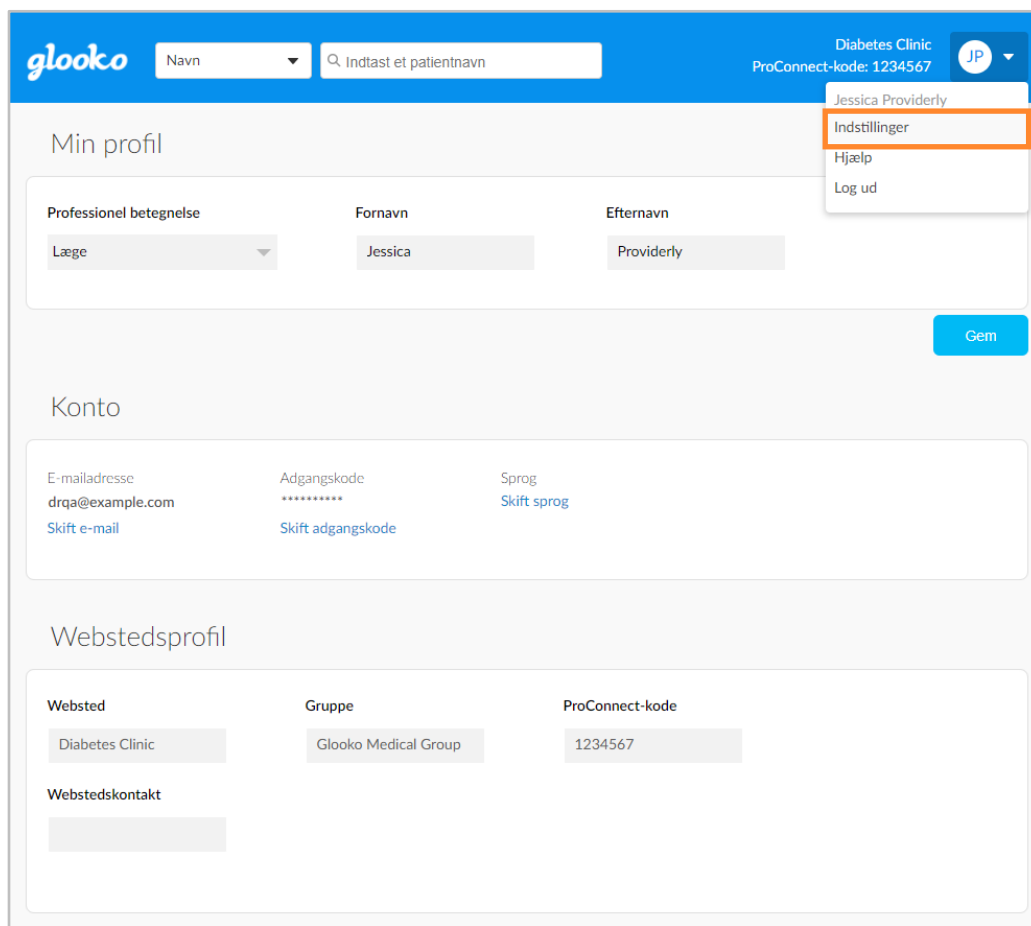 glooko
Navn
Indtast et patientnavn
Diabetes Clinic
ProConnect-kode: 1234567
JP
Jessica Providerly
Indstillinger
Hjælp
Log ud
Min profil
Professionel betegnelse Fornavn Efternavn
Læge Jessica Providerly
Gem
Konto
E-mailadresse Adgangskode Sprog
drqa@example.com ********** Skift sprog
Skift e-mail Skift adgangskode
Webstedsprofil
Websted Gruppe ProConnect-kode
Diabetes Clinic Glooko Medical Group 1234567
Webstedskontakt